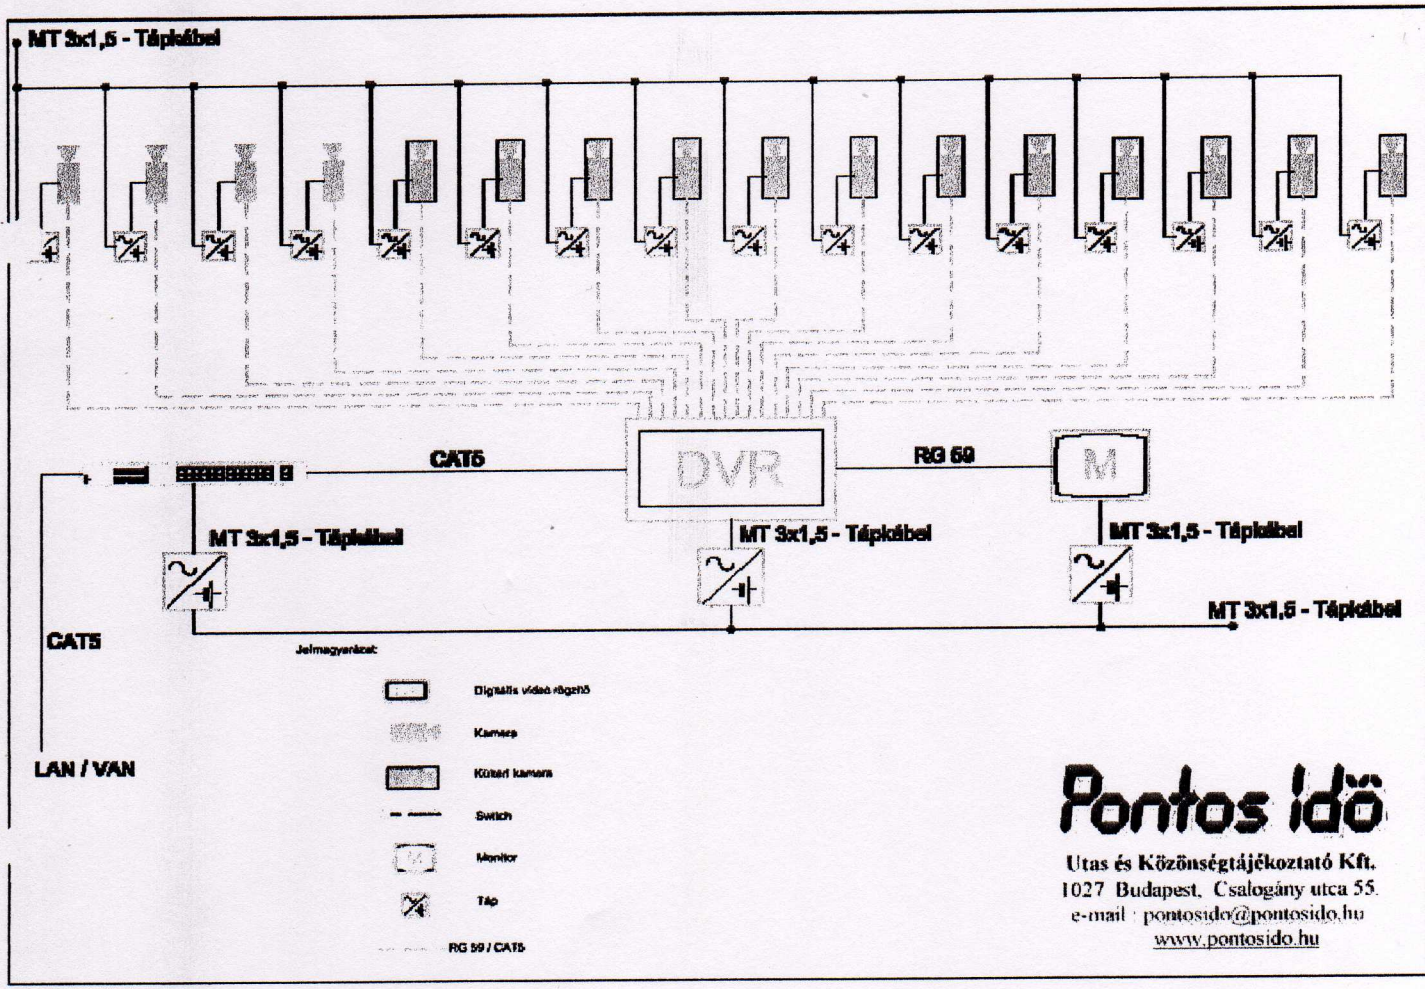 MT 3x1,5 - Tápkábel
CAT5
DVR
RG 59
M
MT 3x1,5 - Tápkábel
MT 3x1,5 - Tápkábel
MT 3x1,5 - Tápkábel
MT 3x1,5 - Tápkábel
CAT5
LAN / VAN
Jelmagyarázat:
Digitális videó rögzítő
Kamera
Kültéri kamera
Switch
M
Monitor
Táp
RG 59 / CAT5
Pontos Idő
Utas és Közönségtájékoztató Kft.
1027 Budapest, Csalogány utca 55.
e-mail : pontosido@pontosido.hu
www.pontosido.hu